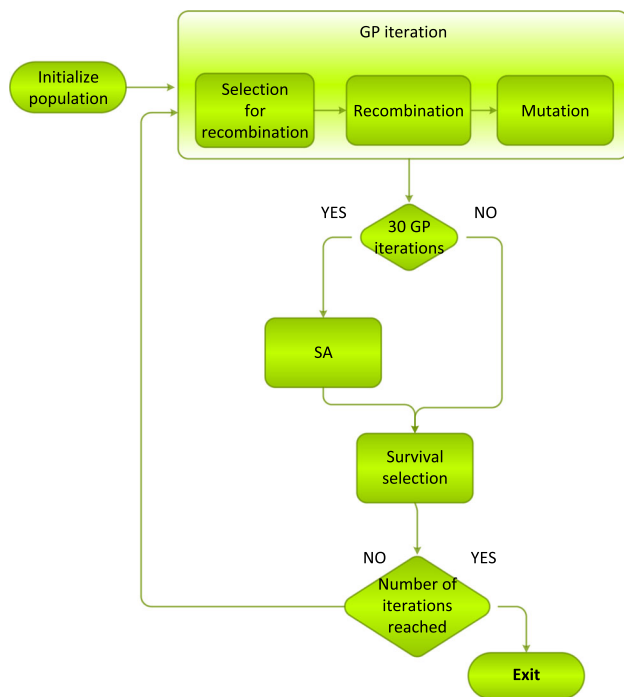 GP iteration
Initialize
population
Selection
for
recombination
Recombination
Mutation
YES
NO
30 GP
iterations
SA
Survival
selection
NO
YES
Number of
iterations
reached
Exit